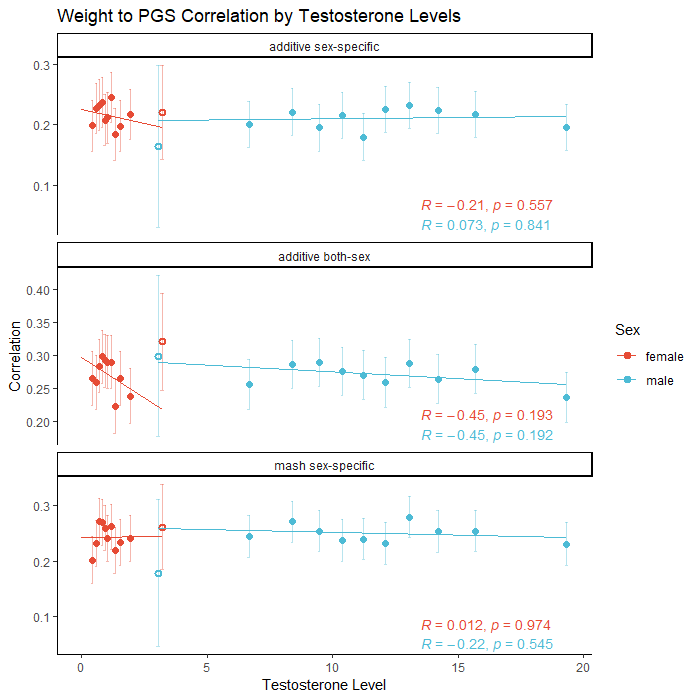 Weight to PGS Correlation by Testosterone Levels
additive sex-specific
0.3
0.2
0.1
R = −0.21, p = 0.557
R = 0.073, p = 0.841
additive both-sex
0.40
0.35
0.30
0.25
0.20
R = −0.45, p = 0.193
R = −0.45, p = 0.192
Correlation
Sex
female
male
mash sex-specific
0.3
0.2
0.1
R = 0.012, p = 0.974
R = −0.22, p = 0.545
0 5 10 15 20
Testosterone Level